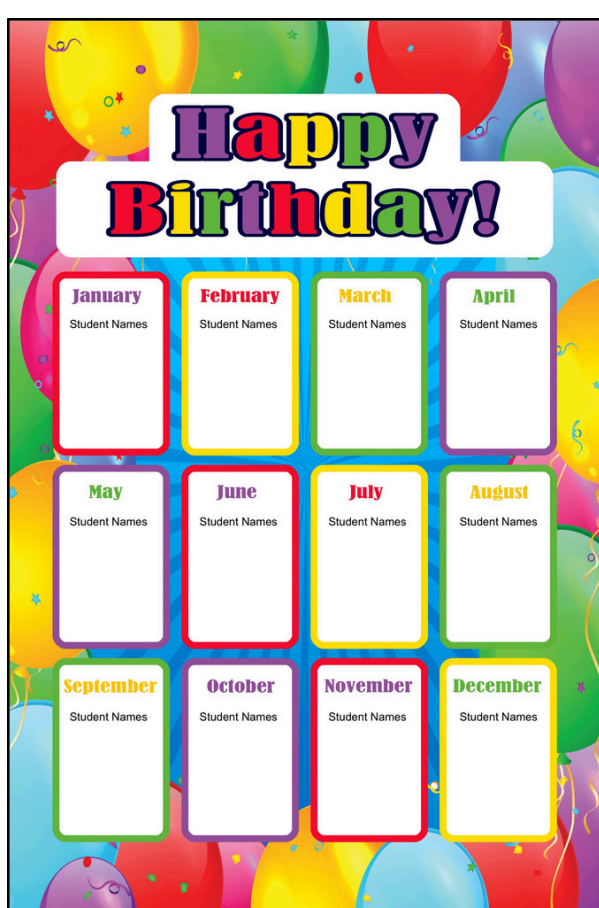 Happy
Birthday!
January February March April
Student Names Student Names Student Names Student Names
May June July August
Student Names Student Names Student Names Student Names
September October November December
Student Names Student Names Student Names Student Names